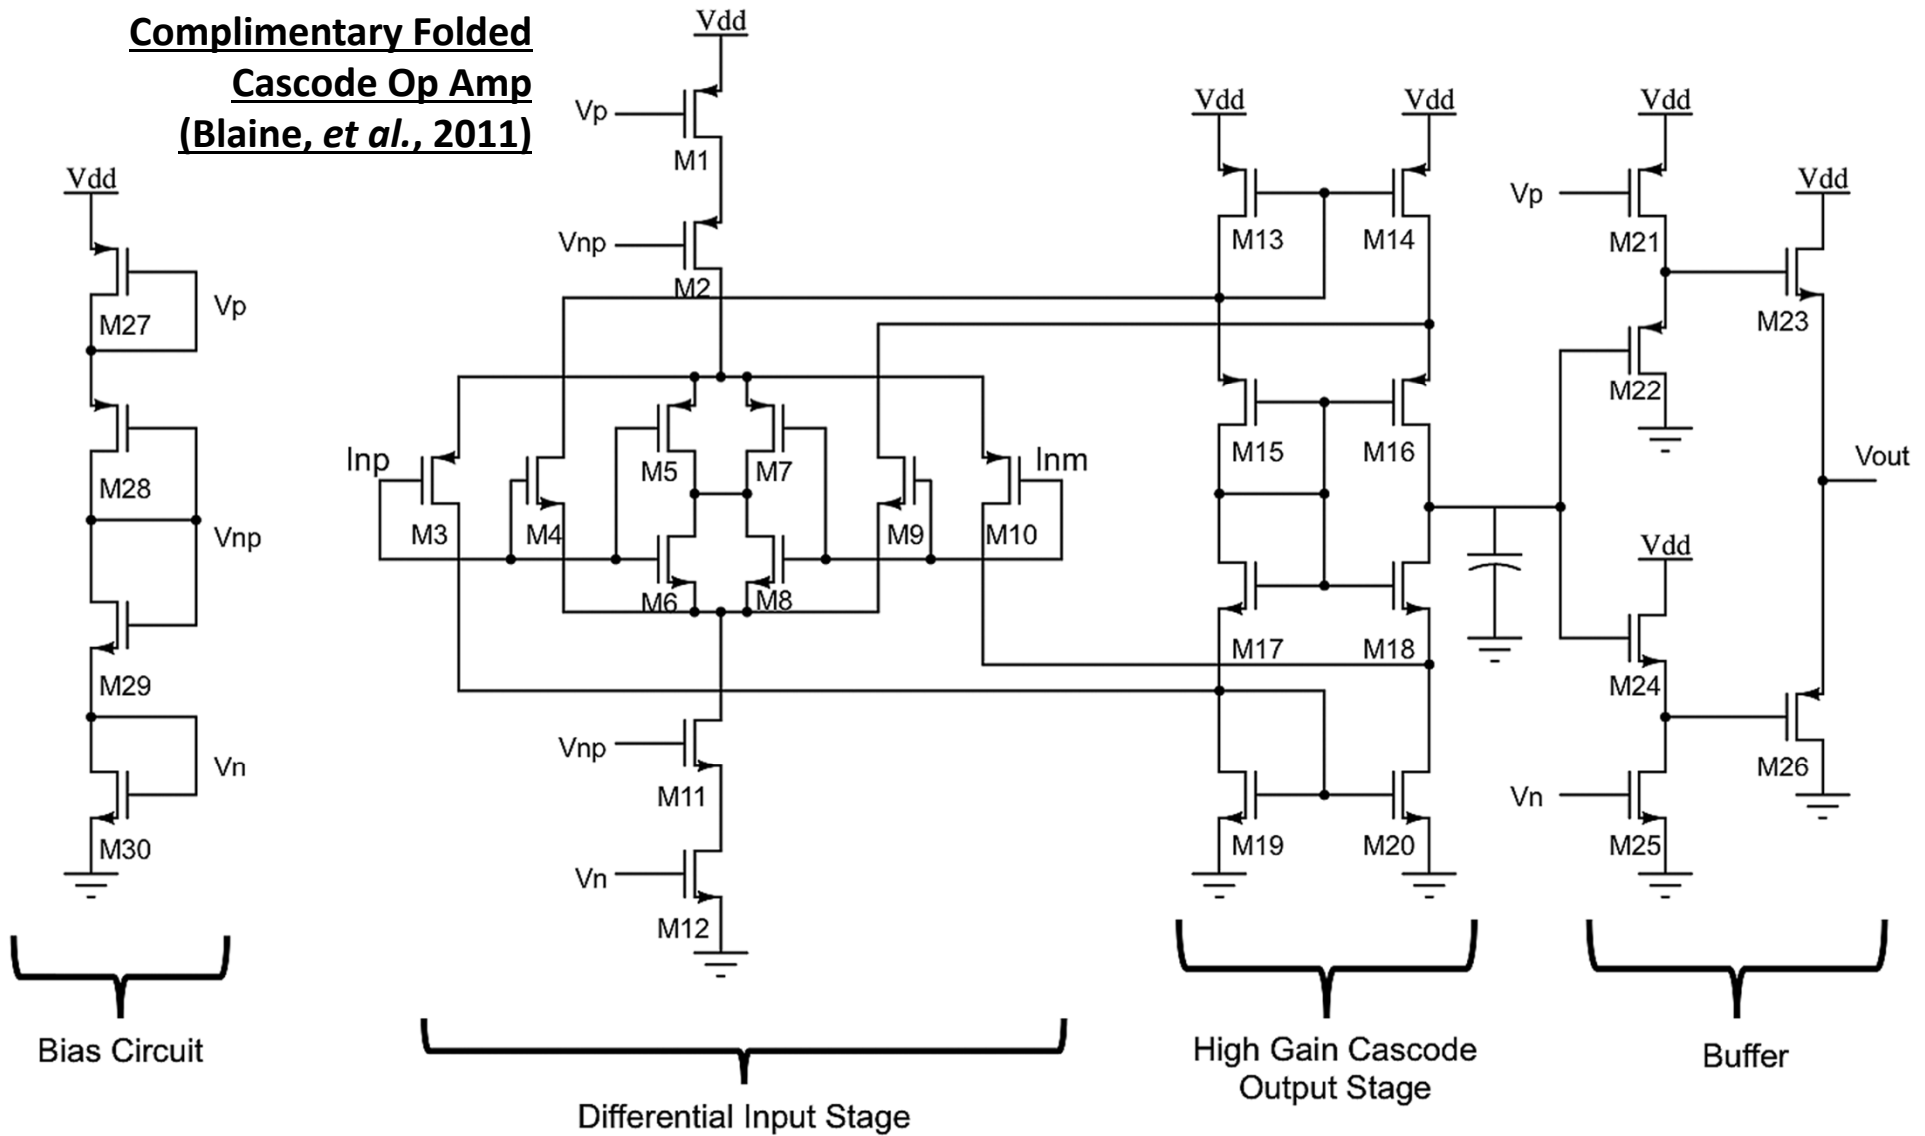 Complimentary Folded
Cascode Op Amp
(Blaine, et al., 2011)
Vdd
M27
Vp
M28
Vnp
M29
Vn
M30
Bias Circuit
Vdd
Vp
M1
Vnp
M2
Inp
M3
M4
M5
M7
M6
M8
M9
M10
Inm
Vnp
M11
Vn
M12
Differential Input Stage
Vdd
Vdd
M13
M14
M15
M16
M17
M18
M19
M20
High Gain Cascode
Output Stage
Vdd
Vp
M21
Vdd
M22
M23
Vout
Vdd
M24
M26
Vn
M25
Buffer